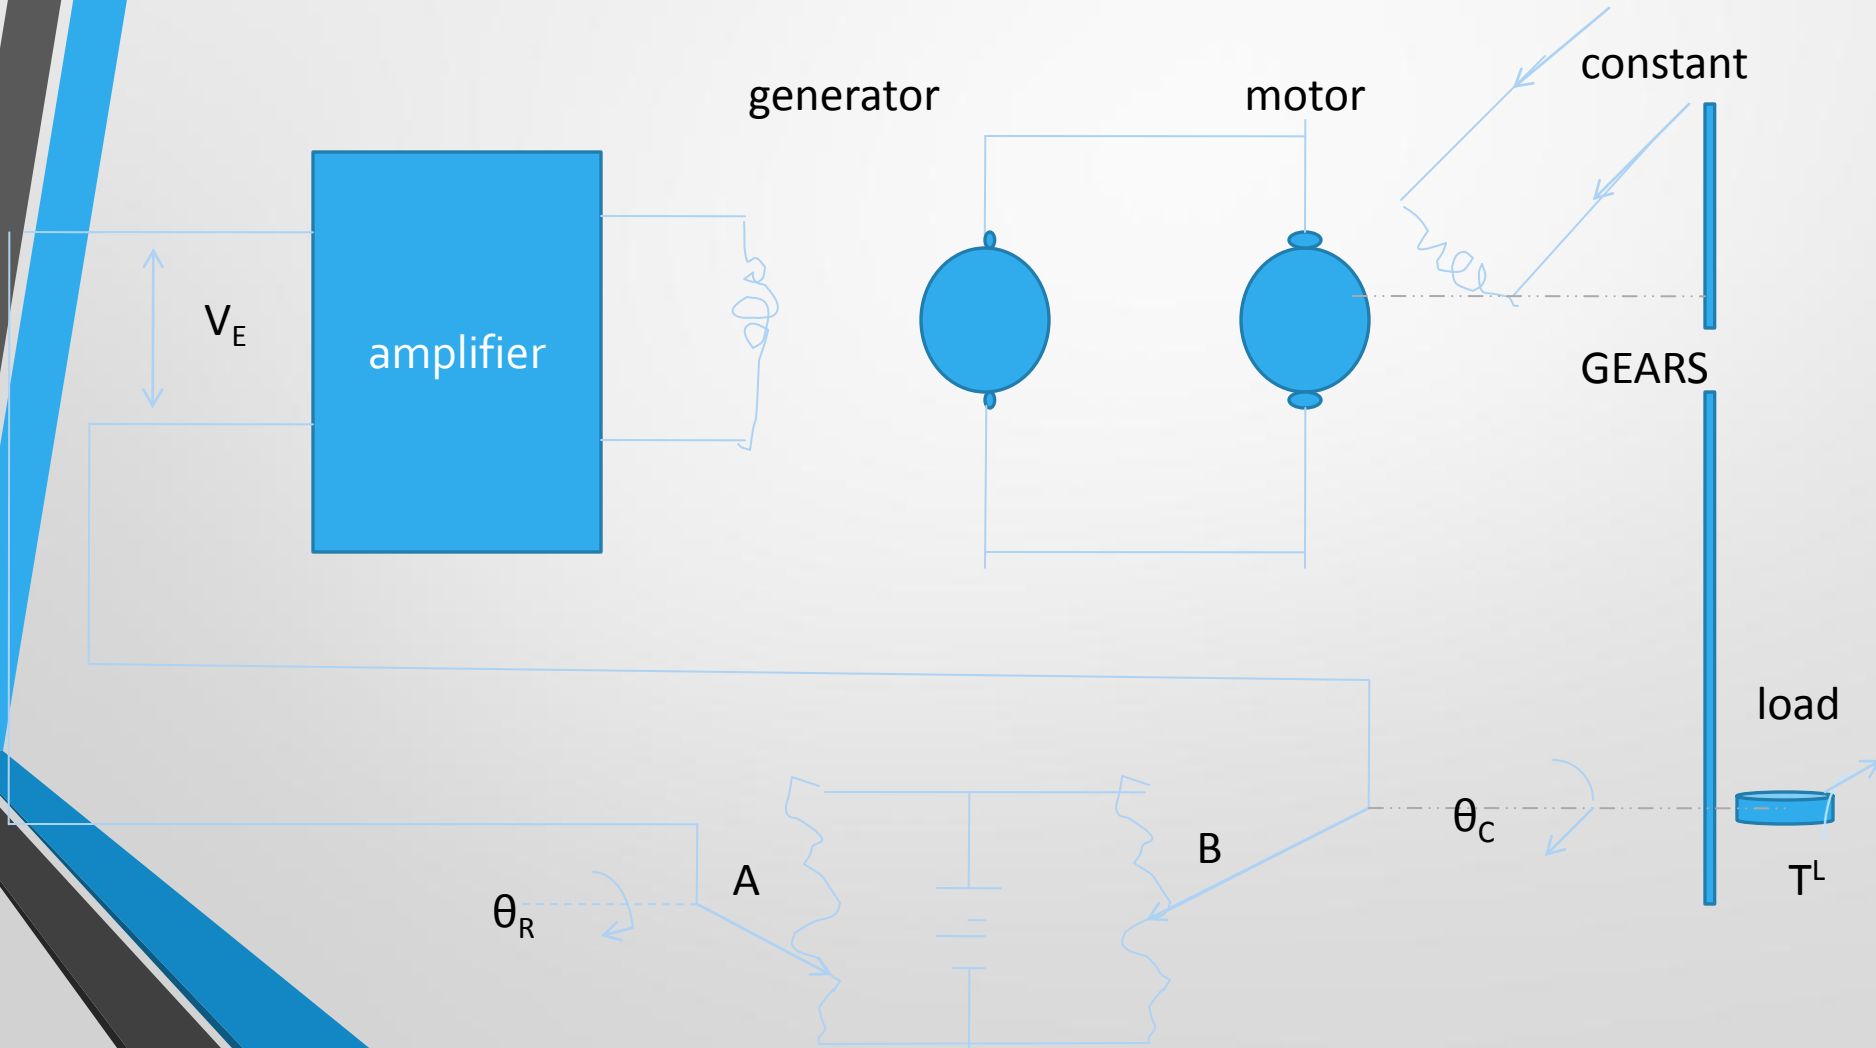 constant
generator
motor
V_E
amplifier
GEARS
load
θ_C
B
A
T^L
θ_R